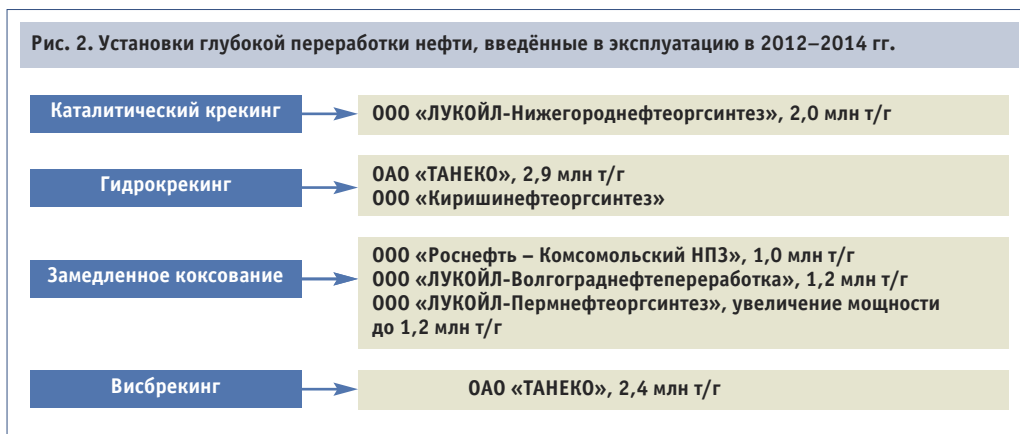 Рис. 2. Установки глубокой переработки нефти, введённые в эксплуатацию в 2012–2014 гг.
Каталитический крекинг
ООО «ЛУКОЙЛ-Нижегороднефтеоргсинтез», 2,0 млн т/г
Гидрокрекинг
ОАО «ТАНЕКО», 2,9 млн т/г
ООО «Киришинефтеоргсинтез»
Замедленное коксование
ООО «Роснефть – Комсомольский НПЗ», 1,0 млн т/г
ООО «ЛУКОЙЛ-Волгограднефтепереработка», 1,2 млн т/г
ООО «ЛУКОЙЛ-Пермнефтеоргсинтез», увеличение мощности
до 1,2 млн т/г
Висбрекинг
ОАО «ТАНЕКО», 2,4 млн т/г